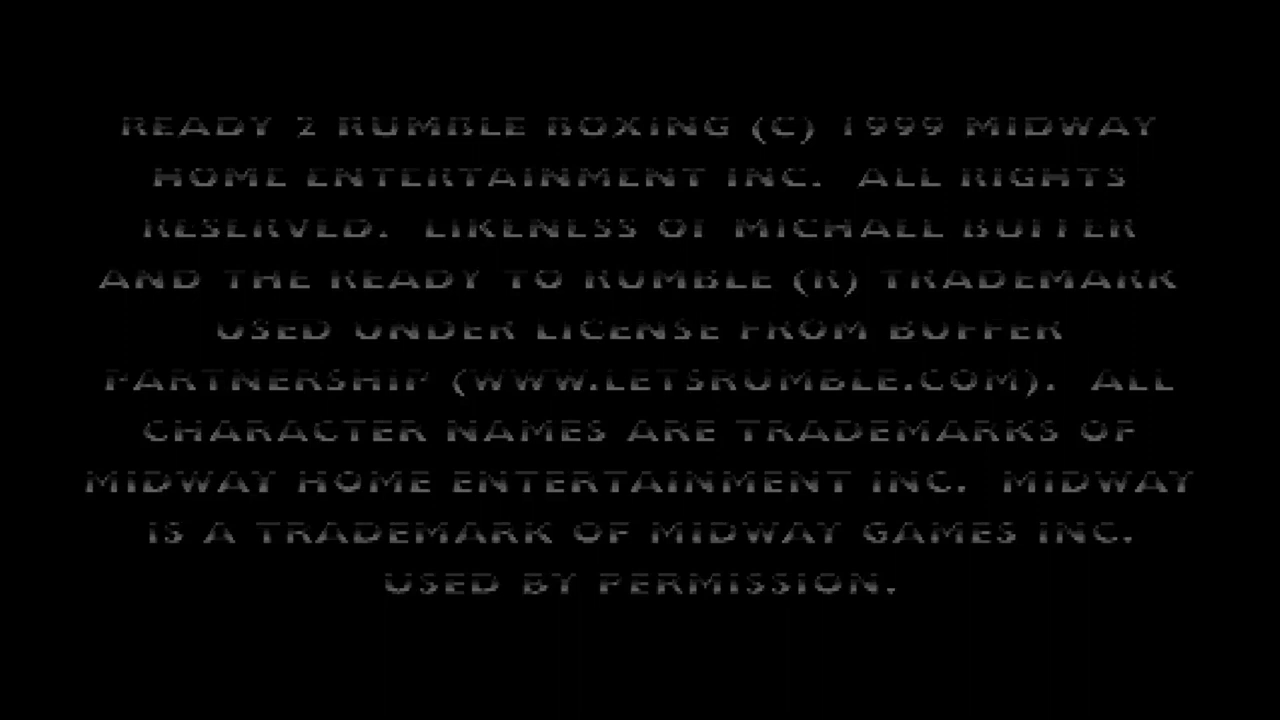 READY 2 RUMBLE BOXING (C) 1999 MIDWAY
HOME ENTERTAINMENT INC. ALL RIGHTS
RESERVED. LIKENESS OF MICHAEL BUFFER
AND THE READY TO RUMBLE (R) TRADEMARK
USED UNDER LICENSE FROM BUFFER
PARTNERSHIP (WWW.LETSRUMBLE.COM). ALL
CHARACTER NAMES ARE TRADEMARKS OF
MIDWAY HOME ENTERTAINMENT INC. MIDWAY
IS A TRADEMARK OF MIDWAY GAMES INC.
USED BY PERMISSION.